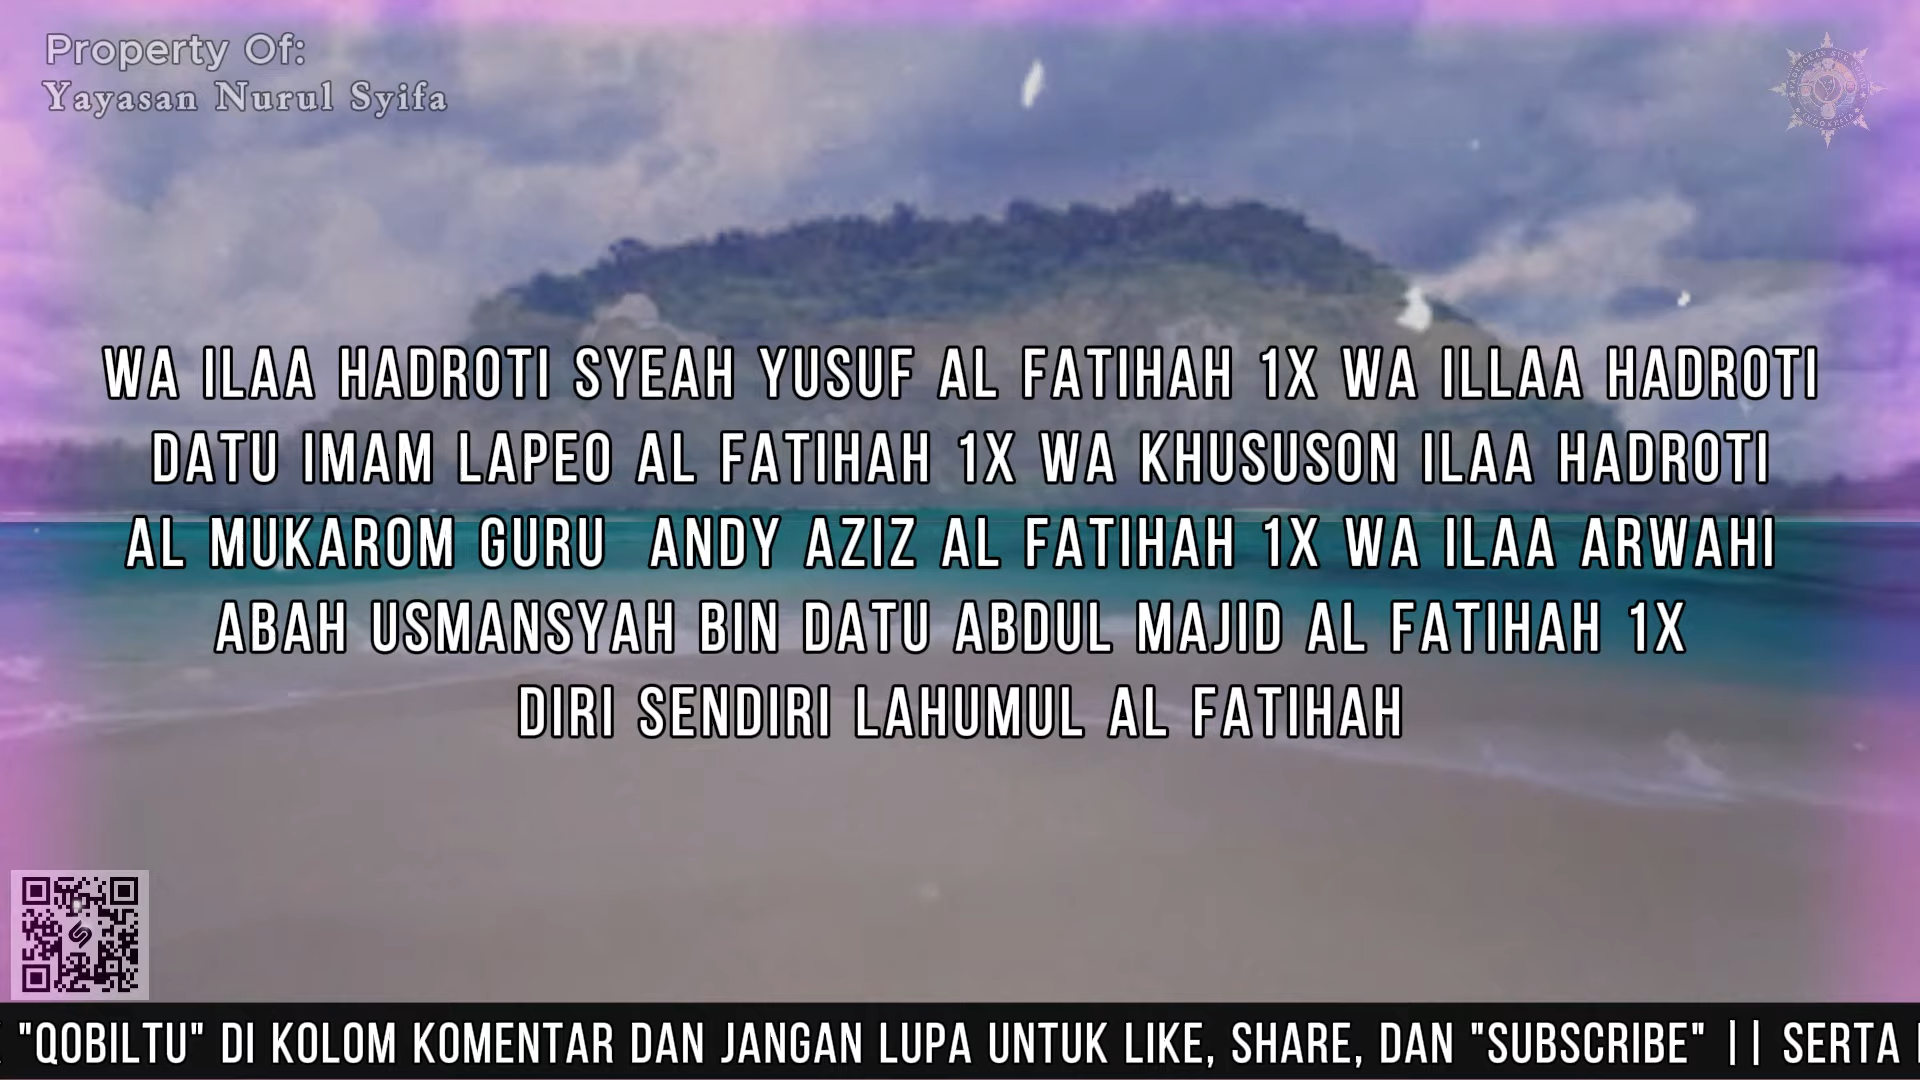 Property Of:
Yayasan Nurul Syifa
WA ILAA HADROTI SYEAH YUSUF AL FATIHAH 1X WA ILLAA HADROTI
DATU IMAM LAPEO AL FATIHAH 1X WA KHUSUSON ILAA HADROTI
AL MUKAROM GURU ANDY AZIZ AL FATIHAH 1X WA ILAA ARWAHI
ABAH USMANSYAH BIN DATU ABDUL MAJID AL FATIHAH 1X
DIRI SENDIRI LAHUMUL AL FATIHAH
"QOBILTU" DI KOLOM KOMENTAR DAN JANGAN LUPA UNTUK LIKE, SHARE, DAN "SUBSCRIBE" || SERTA